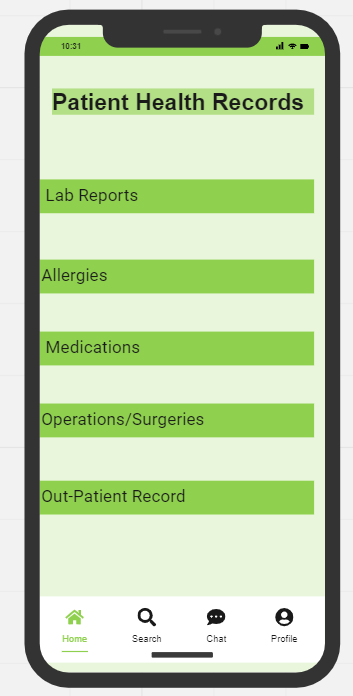 10:31
Patient Health Records
Lab Reports
Allergies
Medications
Operations/Surgeries
Out-Patient Record
Home Search Chat Profile